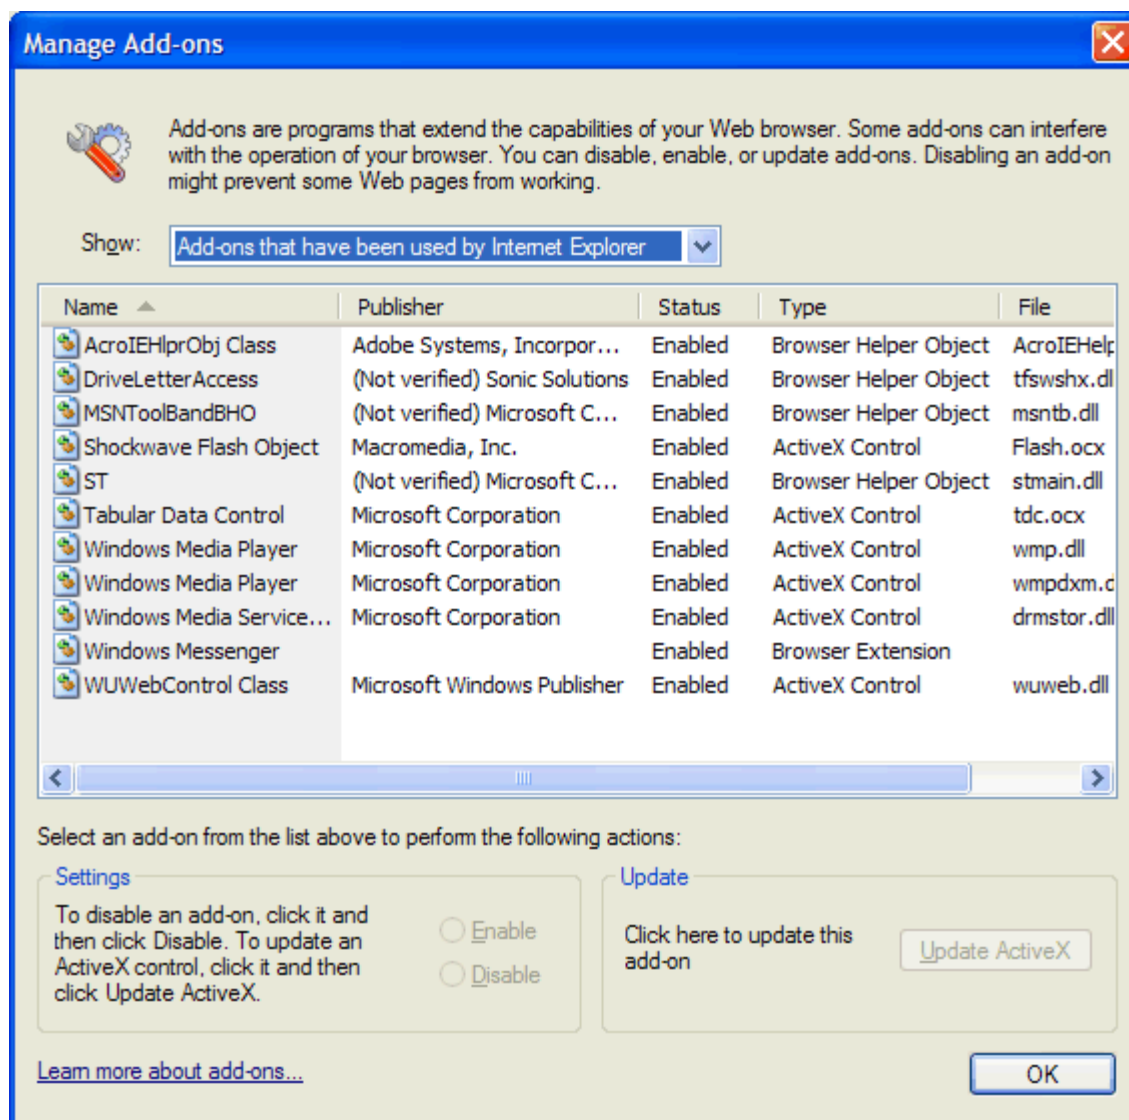 Manage Add-ons
Add-ons are programs that extend the capabilities of your Web browser. Some add-ons can interfere
with the operation of your browser. You can disable, enable, or update add-ons. Disabling an add-on
might prevent some Web pages from working.
Show: Add-ons that have been used by Internet Explorer
Name Publisher Status Type File
AcroIEHlprObj Class Adobe Systems, Incorpor... Enabled Browser Helper Object AcroIEHelp
DriveLetterAccess (Not verified) Sonic Solutions Enabled Browser Helper Object tfswshx.dl
MSNToolBandBHO (Not verified) Microsoft C... Enabled Browser Helper Object msntb.dll
Shockwave Flash Object Macromedia, Inc. Enabled ActiveX Control Flash.ocx
ST (Not verified) Microsoft C... Enabled Browser Helper Object stmain.dll
Tabular Data Control Microsoft Corporation Enabled ActiveX Control tdc.ocx
Windows Media Player Microsoft Corporation Enabled ActiveX Control wmp.dll
Windows Media Player Microsoft Corporation Enabled ActiveX Control wmpdxm.d
Windows Media Service... Microsoft Corporation Enabled ActiveX Control drmstor.dll
Windows Messenger Enabled Browser Extension
WUWebControl Class Microsoft Windows Publisher Enabled ActiveX Control wuweb.dll
Select an add-on from the list above to perform the following actions:
Settings
To disable an add-on, click it and
then click Disable. To update an
ActiveX control, click it and then
click Update ActiveX.
Enable
Disable
Update
Click here to update this
add-on
Update ActiveX
Learn more about add-ons...
OK